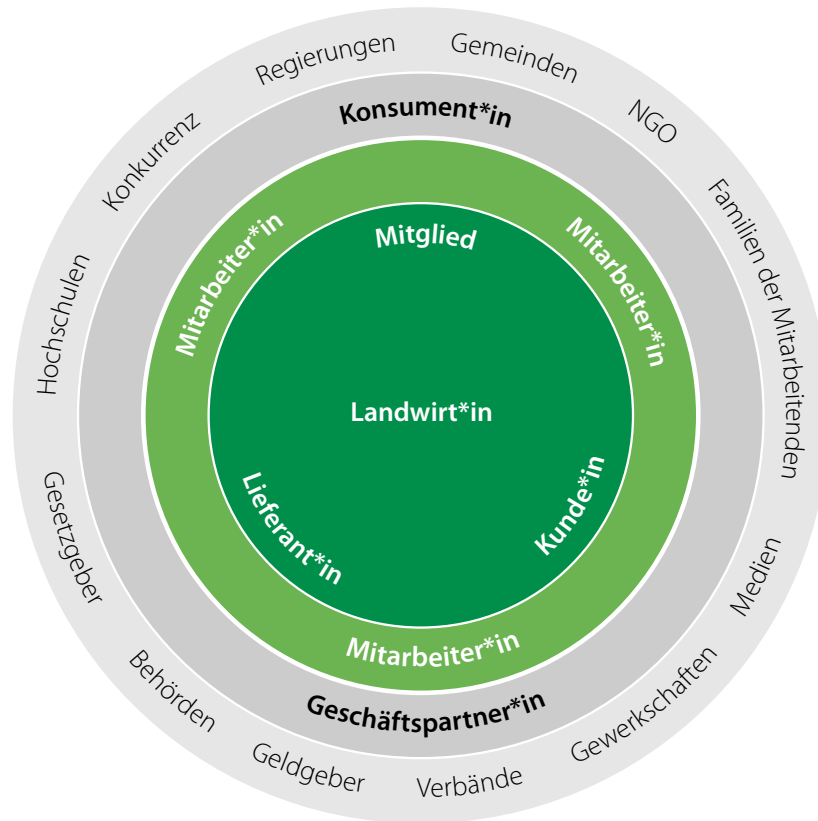 Regierungen
Gemeinden
NGO
Familien der Mitarbeitenden
Medien
Gewerkschaften
Verbände
Geldgeber
Behörden
Gesetzgeber
Hochschulen
Konkurrenz
Konsument*in
Geschäftspartner*in
Mitarbeiter*in
Mitarbeiter*in
Mitarbeiter*in
Mitglied
Landwirt*in
Lieferant*in
Kunde*in